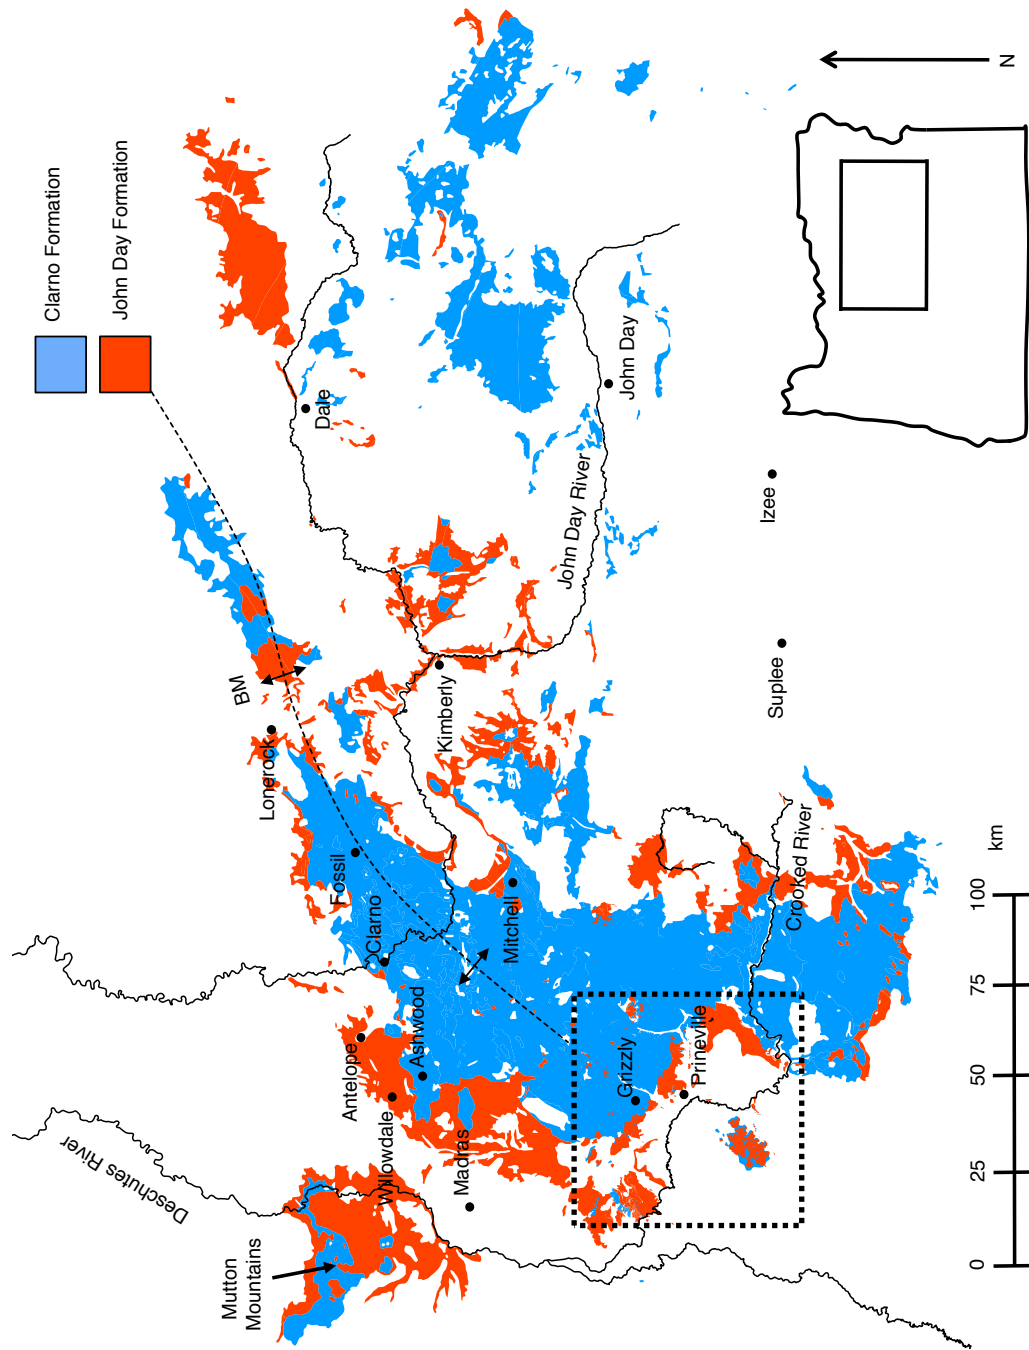 Clarno Formation
John Day Formation
N
Dale
John Day
John Day River
Izee
Suplee
BM
Lonerock
Kimberly
Fossil
Clarno
Mitchell
Crooked River
Antelope
Ashwood
Willowdale
Madras
Grizzly
Prineville
Deschutes River
Mutton
Mountains
km
0
25
50
75
100